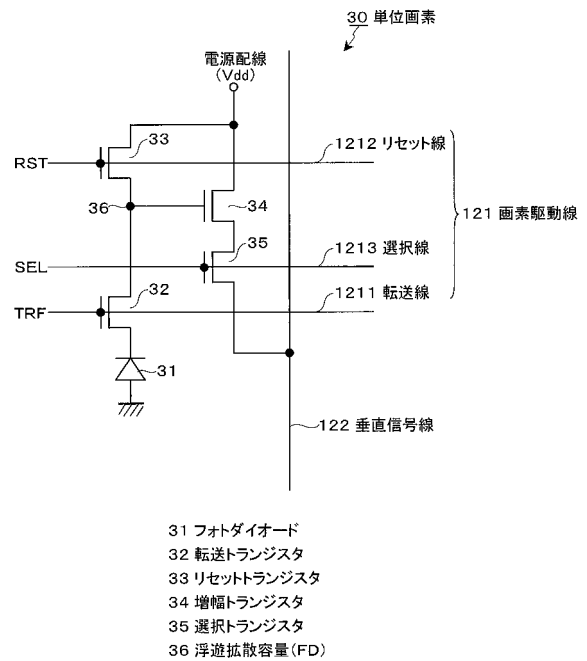 30 単位画素
電源配線
(Vdd)
33
RST
1212 リセット線
36
34
121 画素駆動線
35
SEL
1213 選択線
32
TRF
1211 転送線
31
122 垂直信号線
31 フォトダイオード
32 転送トランジスタ
33 リセットトランジスタ
34 増幅トランジスタ
35 選択トランジスタ
36 浮遊拡散容量(FD)